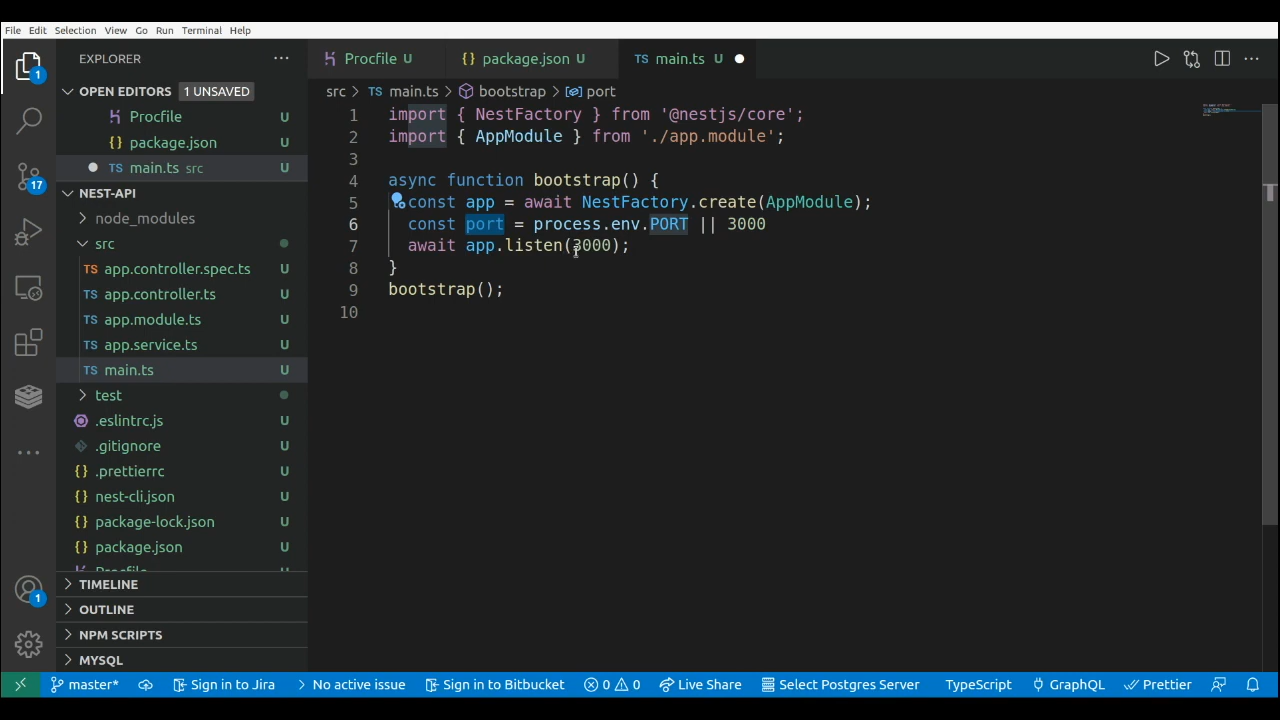 File Edit Selection View Go Run Terminal Help
EXPLORER ···
Procfile U
{} package.json U
TS main.ts U
OPEN EDITORS 1 UNSAVED
src > TS main.ts > bootstrap > port
Procfile U
{} package.json U
TS main.ts src U
NEST-API
node_modules
src
TS app.controller.spec.ts U
TS app.controller.ts U
TS app.module.ts U
TS app.service.ts U
TS main.ts U
test
.eslintrc.js U
.gitignore U
.prettierrc U
{} nest-cli.json U
{} package-lock.json U
{} package.json U
TIMELINE
OUTLINE
NPM SCRIPTS
MYSQL
1
17
1
1 import { NestFactory } from '@nestjs/core';
2 import { AppModule } from './app.module';
3
4 async function bootstrap() {
5 const app = await NestFactory.create(AppModule);
6 const port = process.env.PORT || 3000
7 await app.listen(3000);
8 }
9 bootstrap();
10
master* Sign in to Jira No active issue Sign in to Bitbucket 0 0 Live Share Select Postgres Server TypeScript GraphQL Prettier